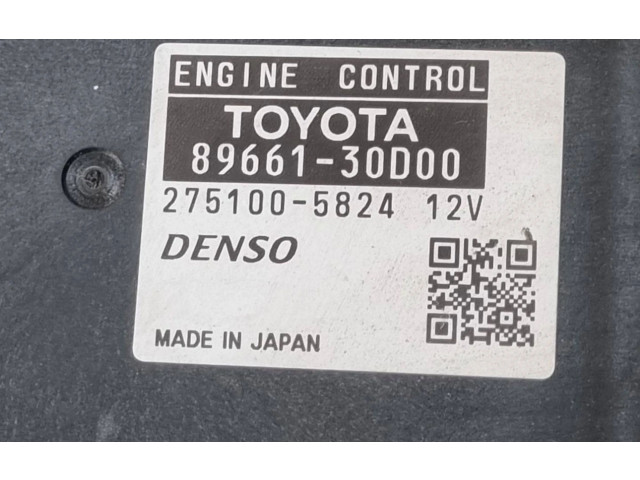 ENGINE CONTROL
TOYOTA
89661-30D00
275100-5824 12V
DENSO
MADE IN JAPAN